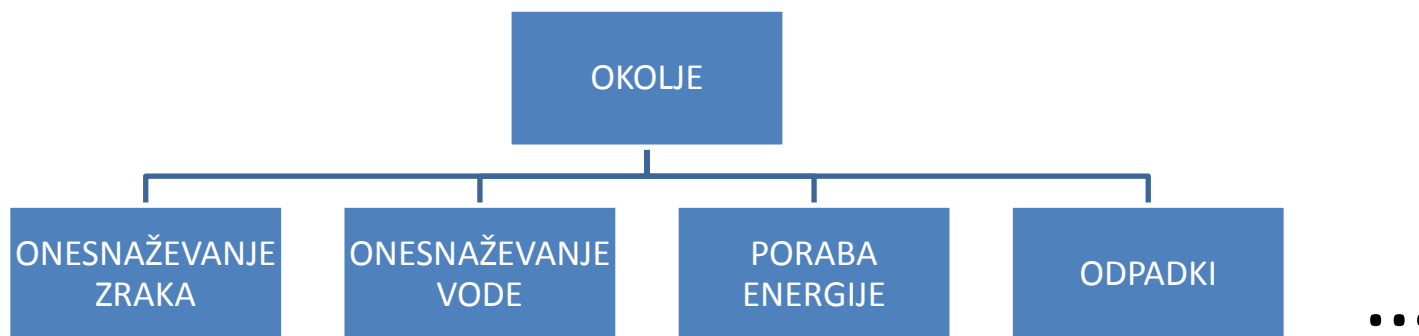 OKOLJE
ONESNAŽEVANJE
ZRAKA
ONESNAŽEVANJE
VODE
PORABA
ENERGIJE
ODPADKI
...